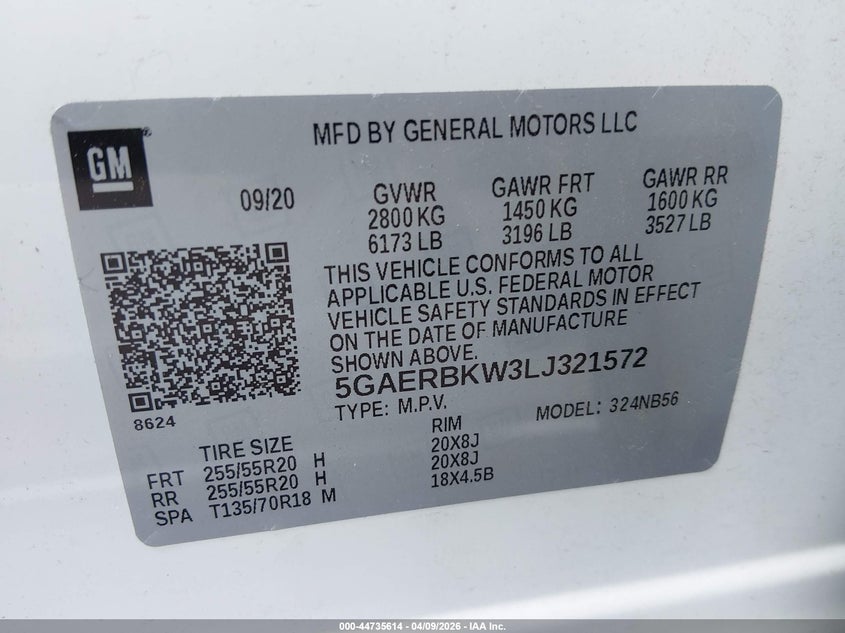 MFD BY GENERAL MOTORS LLC
GM®
09/20
GVWR
2800 KG
6173 LB
GAWR FRT
1450 KG
3196 LB
GAWR RR
1600 KG
3527 LB
THIS VEHICLE CONFORMS TO ALL
APPLICABLE U.S. FEDERAL MOTOR
VEHICLE SAFETY STANDARDS IN EFFECT
ON THE DATE OF MANUFACTURE
SHOWN ABOVE.
5GAERBKW3LJ321572
TYPE: M.P.V.
MODEL: 324NB56
8624
TIRE SIZE RIM
FRT 255/55R20 H 20X8J
RR 255/55R20 H 20X8J
SPA T135/70R18 M 18X4.5B
000-44735614 - 04/09/2026 - IAA Inc.